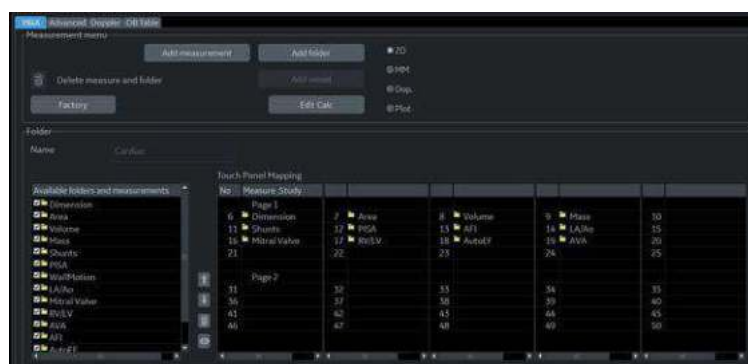 M&A Advanced Doppler OB Table
Measurement menu
Add measurement Add folder 2D
MM
Delete measure and folder Add preset Dop.
Factory Edit Calc Plot
Folder
Name Cardiac
Touch Panel Mapping
Available folders and measurements No Measure Study
Dimension Page 1
Area 6 Dimension 7 Area 8 Volume 9 Mass 10
Volume 11 Shunts 12 PISA 13 AFI 14 LA/Ao 15
Mass 16 Mitral Valve 17 RV/LV 18 AutoEF 19 AVA 20
Shunts 21 22 23 24 25
PISA
WallMotion Page 2
LA/Ao 31 32 33 34 35
Mitral Valve 36 37 38 39 40
RV/LV 41 42 43 44 45
AVA 46 47 48 49 50
AFI
AutoEF